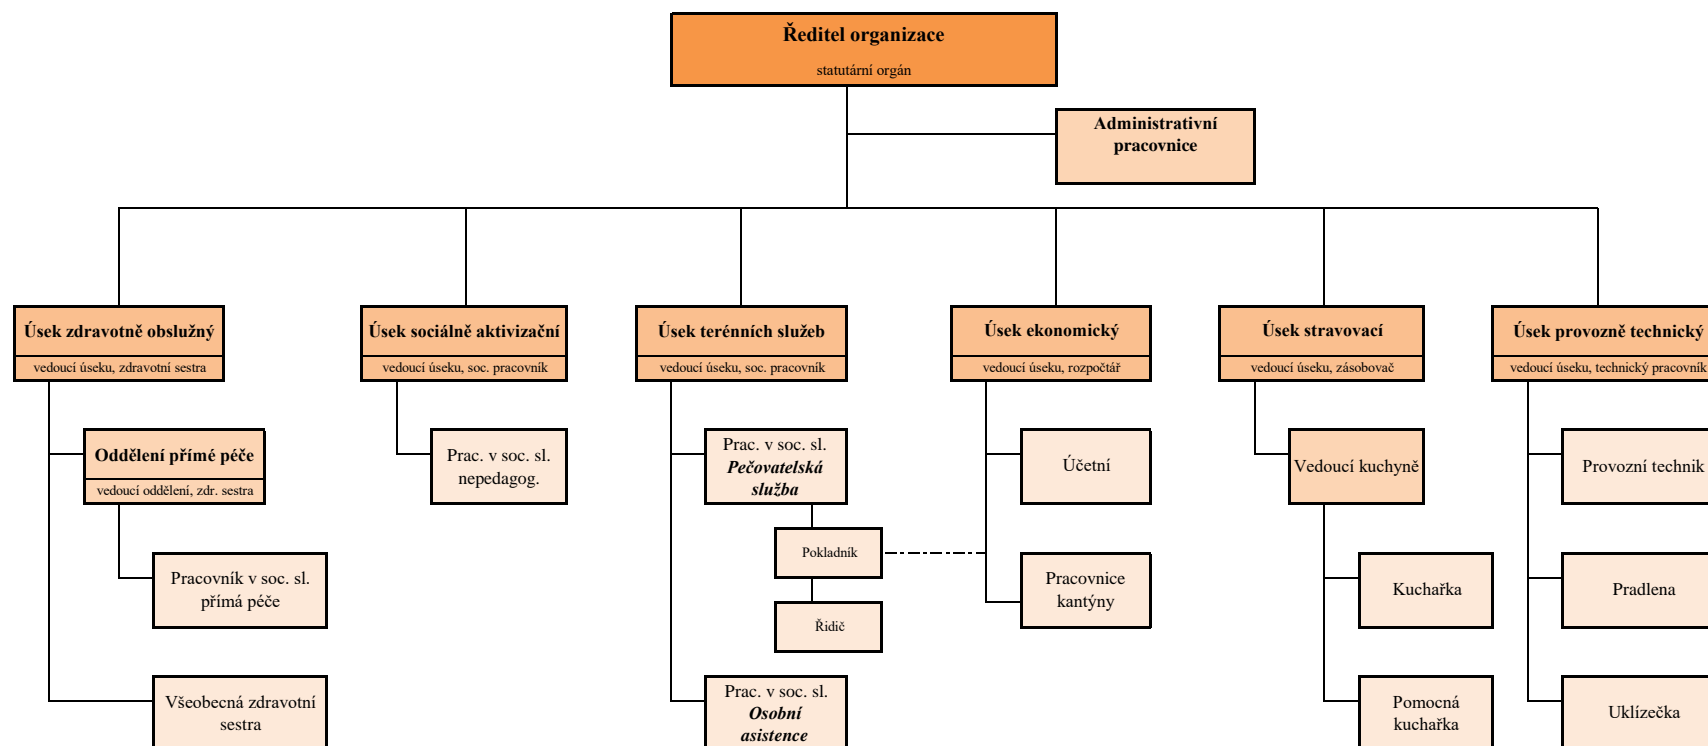 Ředitel organizace
statutární orgán
Administrativní
pracovnice
Úsek zdravotně obslužný
vedoucí úseku, zdravotní sestra
Úsek sociálně aktivizační
vedoucí úseku, soc. pracovník
Úsek terénních služeb
vedoucí úseku, soc. pracovník
Úsek ekonomický
vedoucí úseku, rozpočtář
Úsek stravovací
vedoucí úseku, zásobovač
Úsek provozně technický
vedoucí úseku, technický pracovník
Oddělení přímé péče
vedoucí oddělení, zdr. sestra
Prac. v soc. sl.
nepedagog.
Prac. v soc. sl.
Pečovatelská
služba
Účetní
Vedoucí kuchyně
Provozní technik
Pokladník
Pracovník v soc. sl.
přímá péče
Řidič
Pracovnice
kantýny
Kuchařka
Pradlena
Všeobecná zdravotní
sestra
Prac. v soc. sl.
Osobní
asistence
Pomocná
kuchařka
Uklízečka